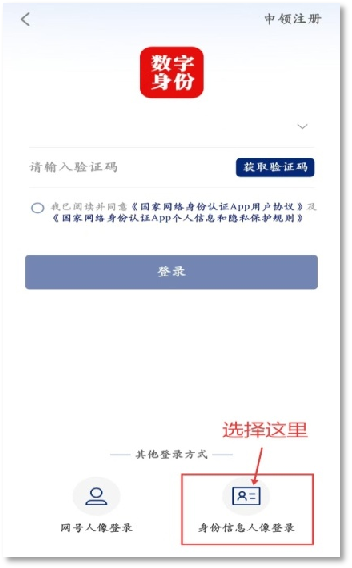 申领注册
数字
身份
请输入验证码
获取验证码
我已阅读并同意《国家网络身份认证App用户协议》及
《国家网络身份认证App个人信息和隐私保护规则》
登录
选择这里
其他登录方式
网号人像登录
身份信息人像登录